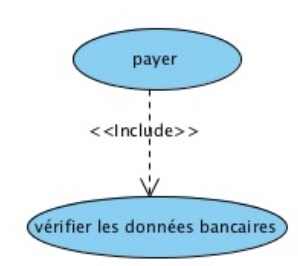 payer
<<Include>>
vérifier les données bancaires